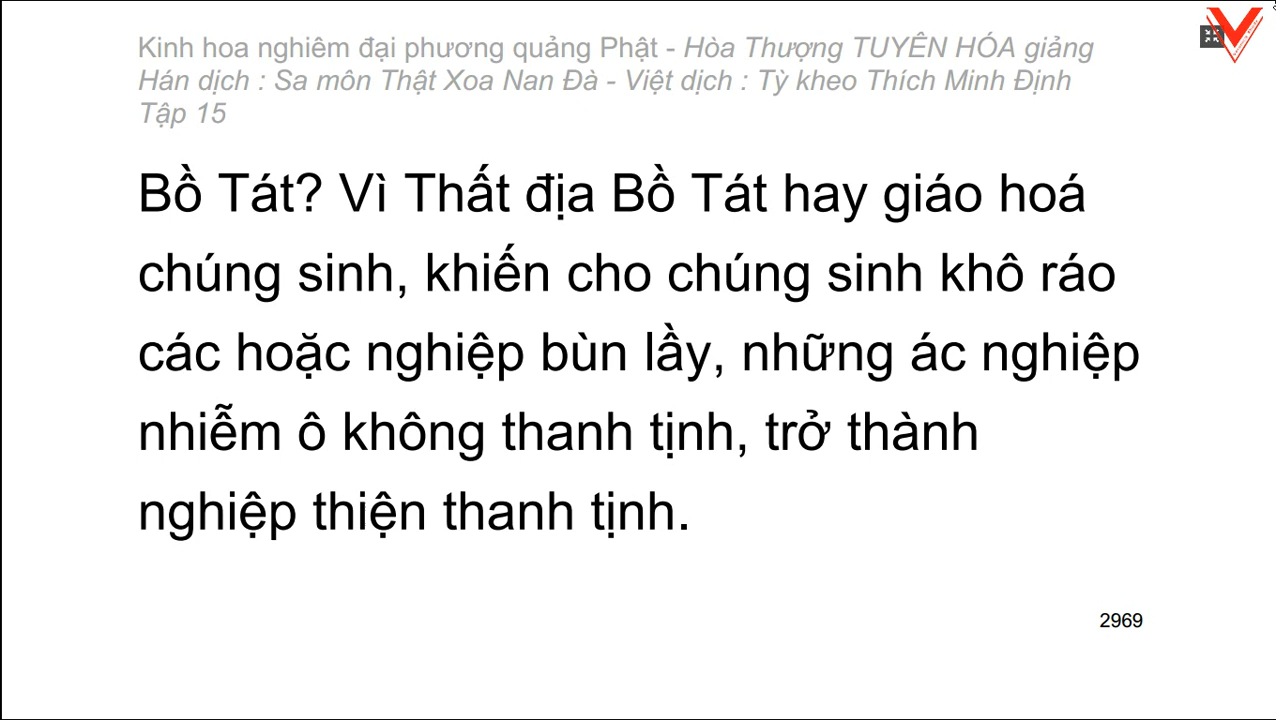 Kinh hoa nghiêm đại phương quảng Phật - Hòa Thượng TUYÊN HÓA giảng
Hán dịch : Sa môn Thật Xoa Nan Đà - Việt dịch : Tỳ kheo Thích Minh Định
Tập 15
Bồ Tát? Vì Thất địa Bồ Tát hay giáo hoá
chúng sinh, khiến cho chúng sinh khô ráo
các hoặc nghiệp bùn lầy, những ác nghiệp
nhiễm ô không thanh tịnh, trở thành
nghiệp thiện thanh tịnh.
2969